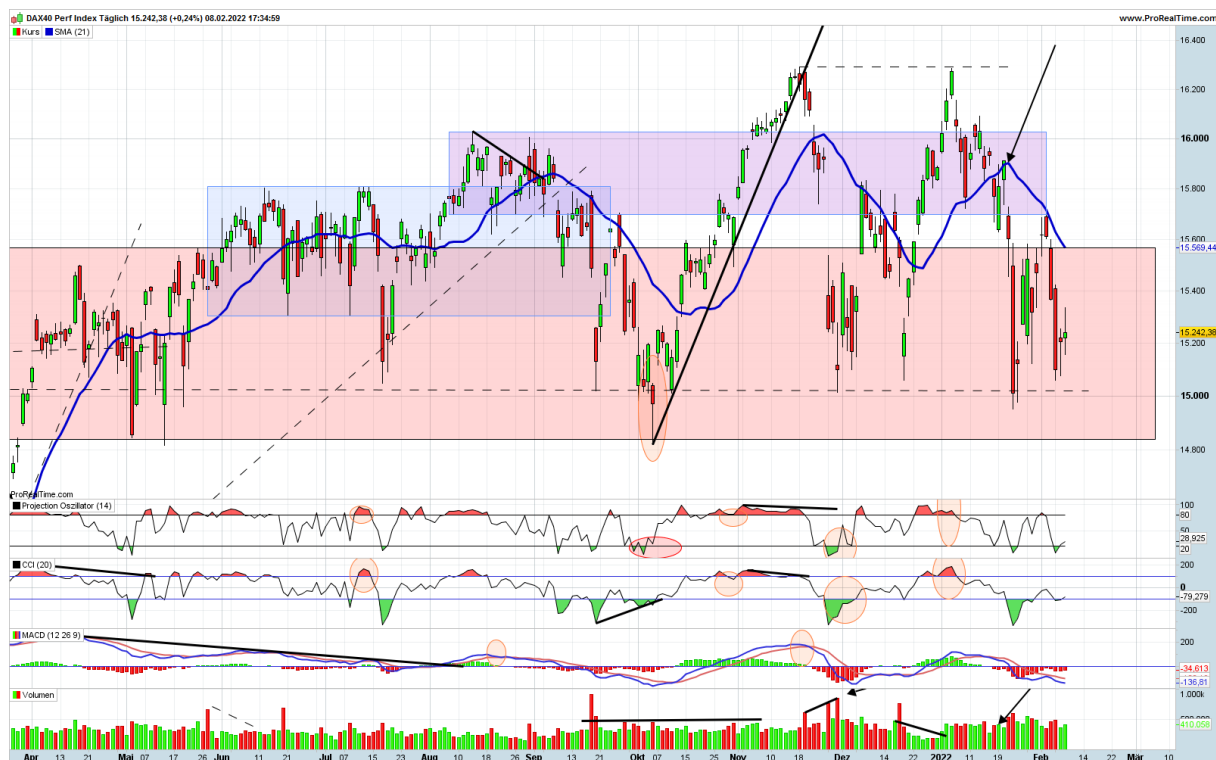 DAX40 Perf Index Täglich 15.242,38 (+0,24%) 08.02.2022 17:34:59
www.ProRealTime.com
Kurs SMA (21)
16.400
16.200
16.000
15.800
15.600
15.569,44
15.400
15.242,38
15.200
15.000
14.800
ProRealTime.com
Projection Oszillator (14)
100
80
50
28,925
20
CCI (20)
200
0
-79,279
-200
MACD (12 26 9)
200
-34,613
-136,81
Volumen
1.000k
410.058
Apr 13 21 Mai 07 17 26 Jun 11 21 Jul 07 23 Aug 10 18 26 Sep 13 21 Okt 07 15 25 Nov 10 18 Dez 14 22 2022 11 19 Feb 14 22 Mär 10